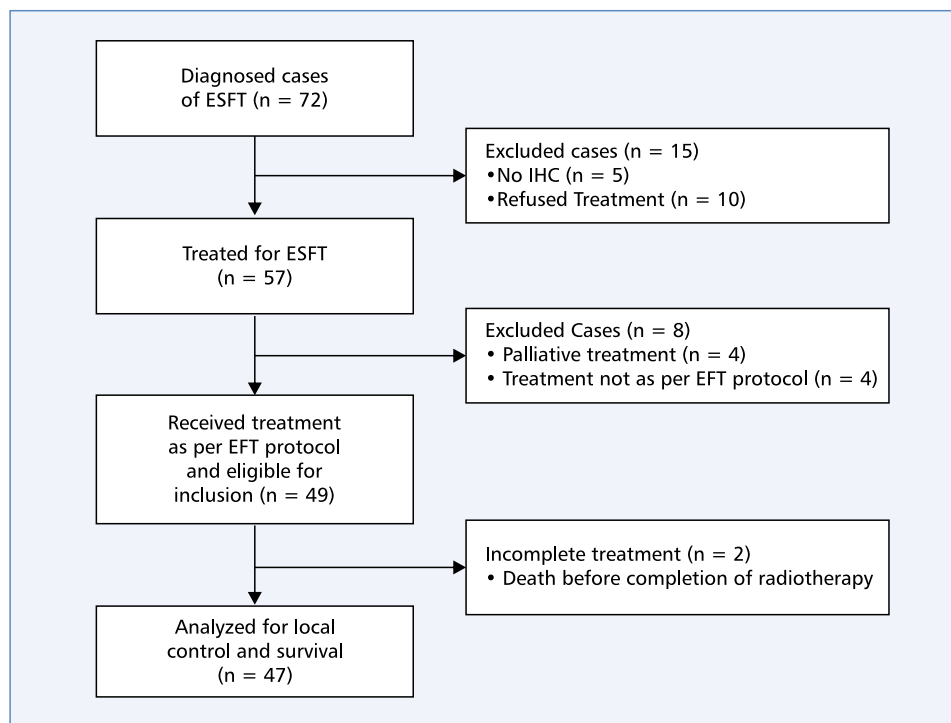 Diagnosed cases
of ESFT (n = 72)
Excluded cases (n = 15)
•No IHC (n = 5)
•Refused Treatment (n = 10)
Treated for ESFT
(n = 57)
Excluded Cases (n = 8)
• Palliative treatment (n = 4)
• Treatment not as per EFT protocol (n = 4)
Received treatment
as per EFT protocol
and eligible for
inclusion (n = 49)
Incomplete treatment (n = 2)
• Death before completion of radiotherapy
Analyzed for local
control and survival
(n = 47)